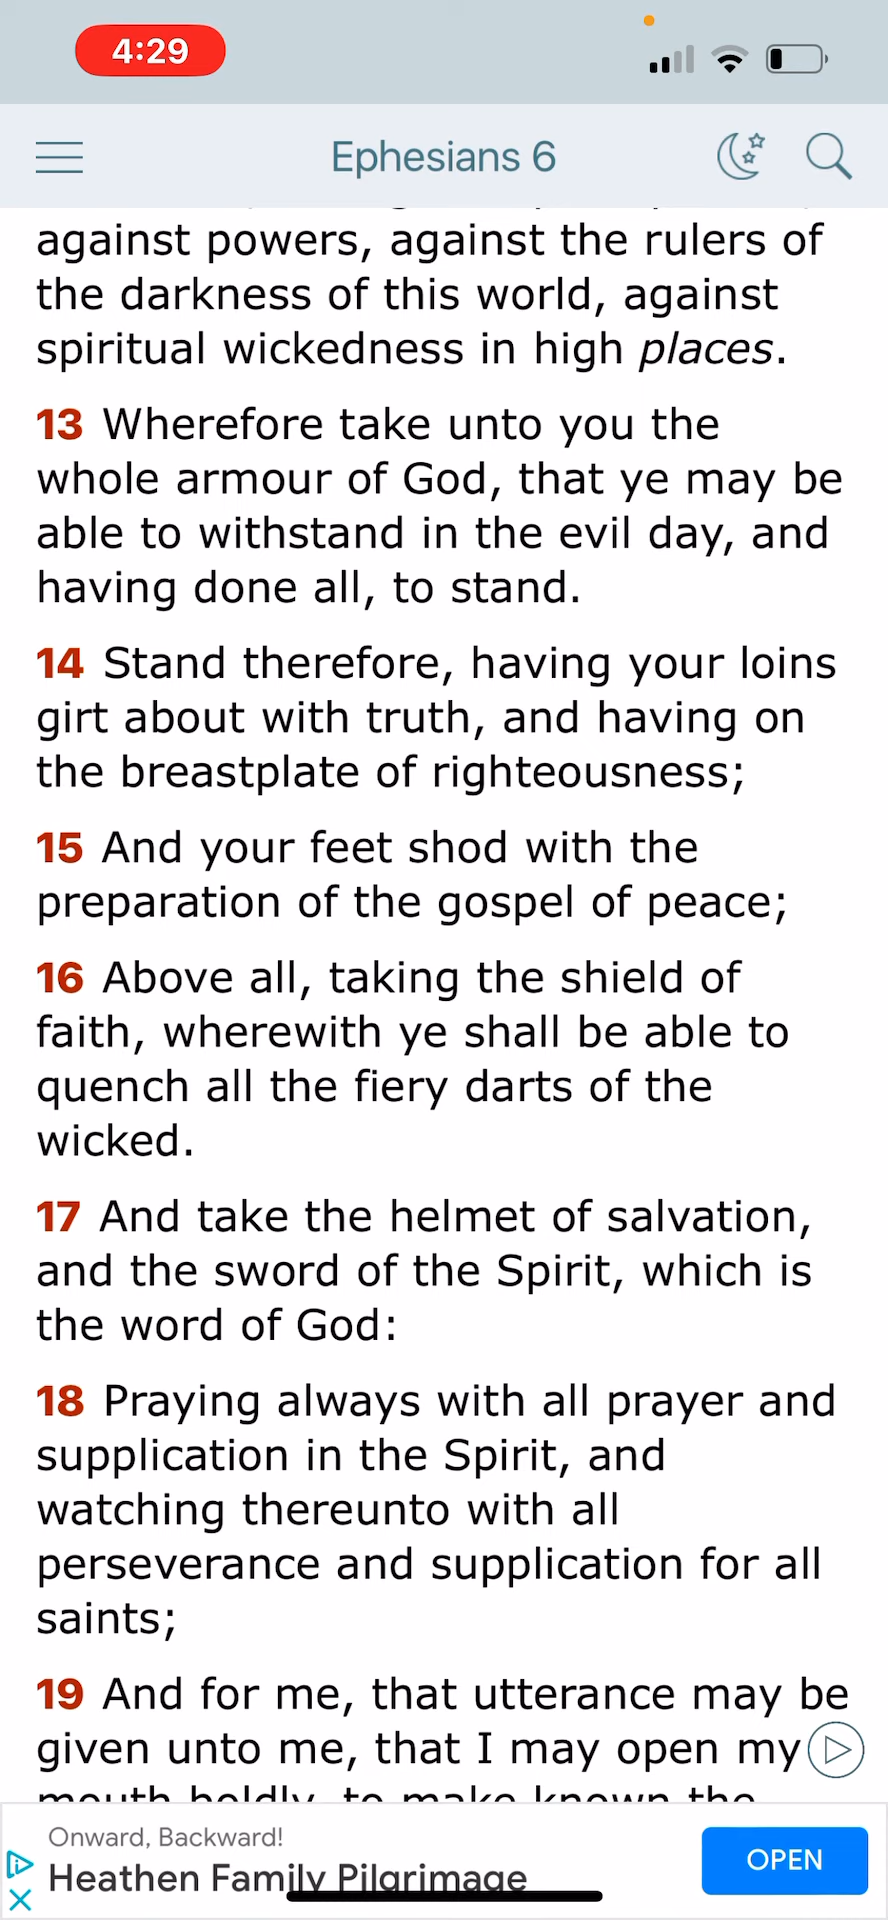 4:29
Ephesians 6
against powers, against the rulers of
the darkness of this world, against
spiritual wickedness in high places.
13 Wherefore take unto you the
whole armour of God, that ye may be
able to withstand in the evil day, and
having done all, to stand.
14 Stand therefore, having your loins
girt about with truth, and having on
the breastplate of righteousness;
15 And your feet shod with the
preparation of the gospel of peace;
16 Above all, taking the shield of
faith, wherewith ye shall be able to
quench all the fiery darts of the
wicked.
17 And take the helmet of salvation,
and the sword of the Spirit, which is
the word of God:
18 Praying always with all prayer and
supplication in the Spirit, and
watching thereunto with all
perseverance and supplication for all
saints;
19 And for me, that utterance may be
given unto me, that I may open my
mouth boldly, to make known the
Onward, Backward!
Heathen Family Pilgrimage
OPEN